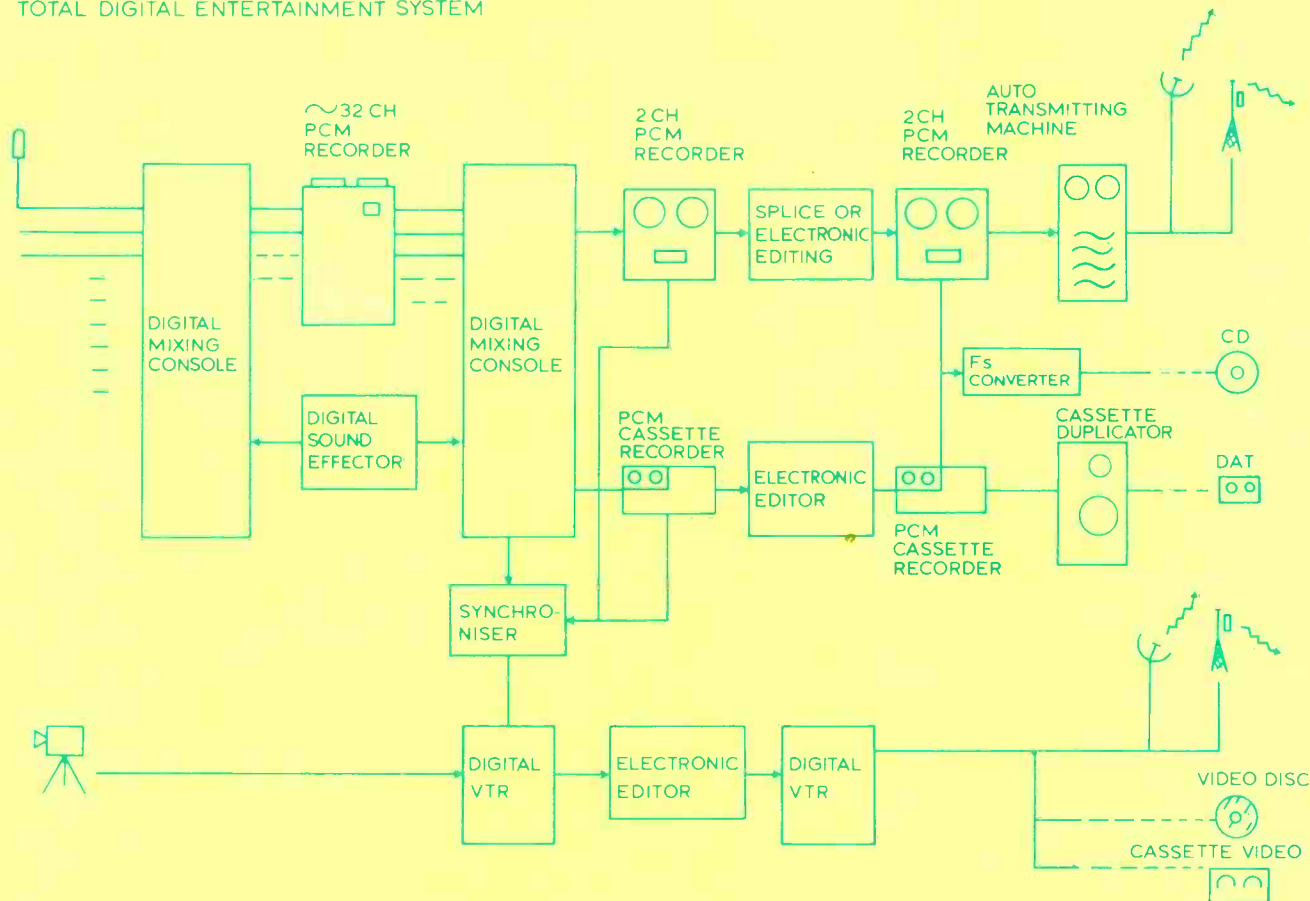 TOTAL DIGITAL ENTERTAINMENT SYSTEM
~32 CH
PCM
RECORDER
2 CH
PCM
RECORDER
2 CH
PCM
RECORDER
AUTO
TRANSMITTING
MACHINE
SPLICE OR
ELECTRONIC
EDITING
DIGITAL
MIXING
CONSOLE
DIGITAL
MIXING
CONSOLE
Fs
CONVERTER
CD
DIGITAL
SOUND
EFFECTOR
PCM
CASSETTE
RECORDER
ELECTRONIC
EDITOR
PCM
CASSETTE
RECORDER
CASSETTE
DUPLICATOR
DAT
SYNCHRO-
NISER
DIGITAL
VTR
ELECTRONIC
EDITOR
DIGITAL
VTR
VIDEO DISC
CASSETTE VIDEO